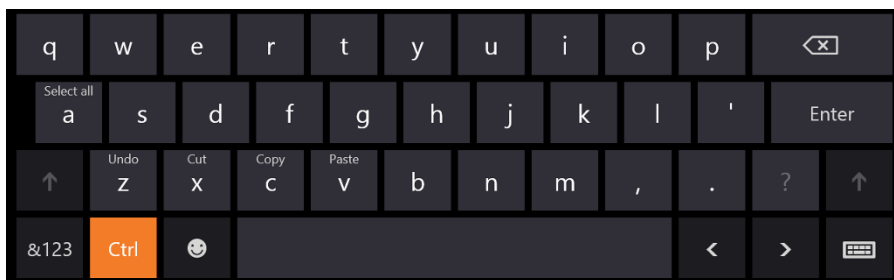 q w e r t y u i o p
Select all
a s d f g h j k l ' Enter
Undo Cut Copy Paste
z x c v b n m , . ?
&123 Ctrl < >